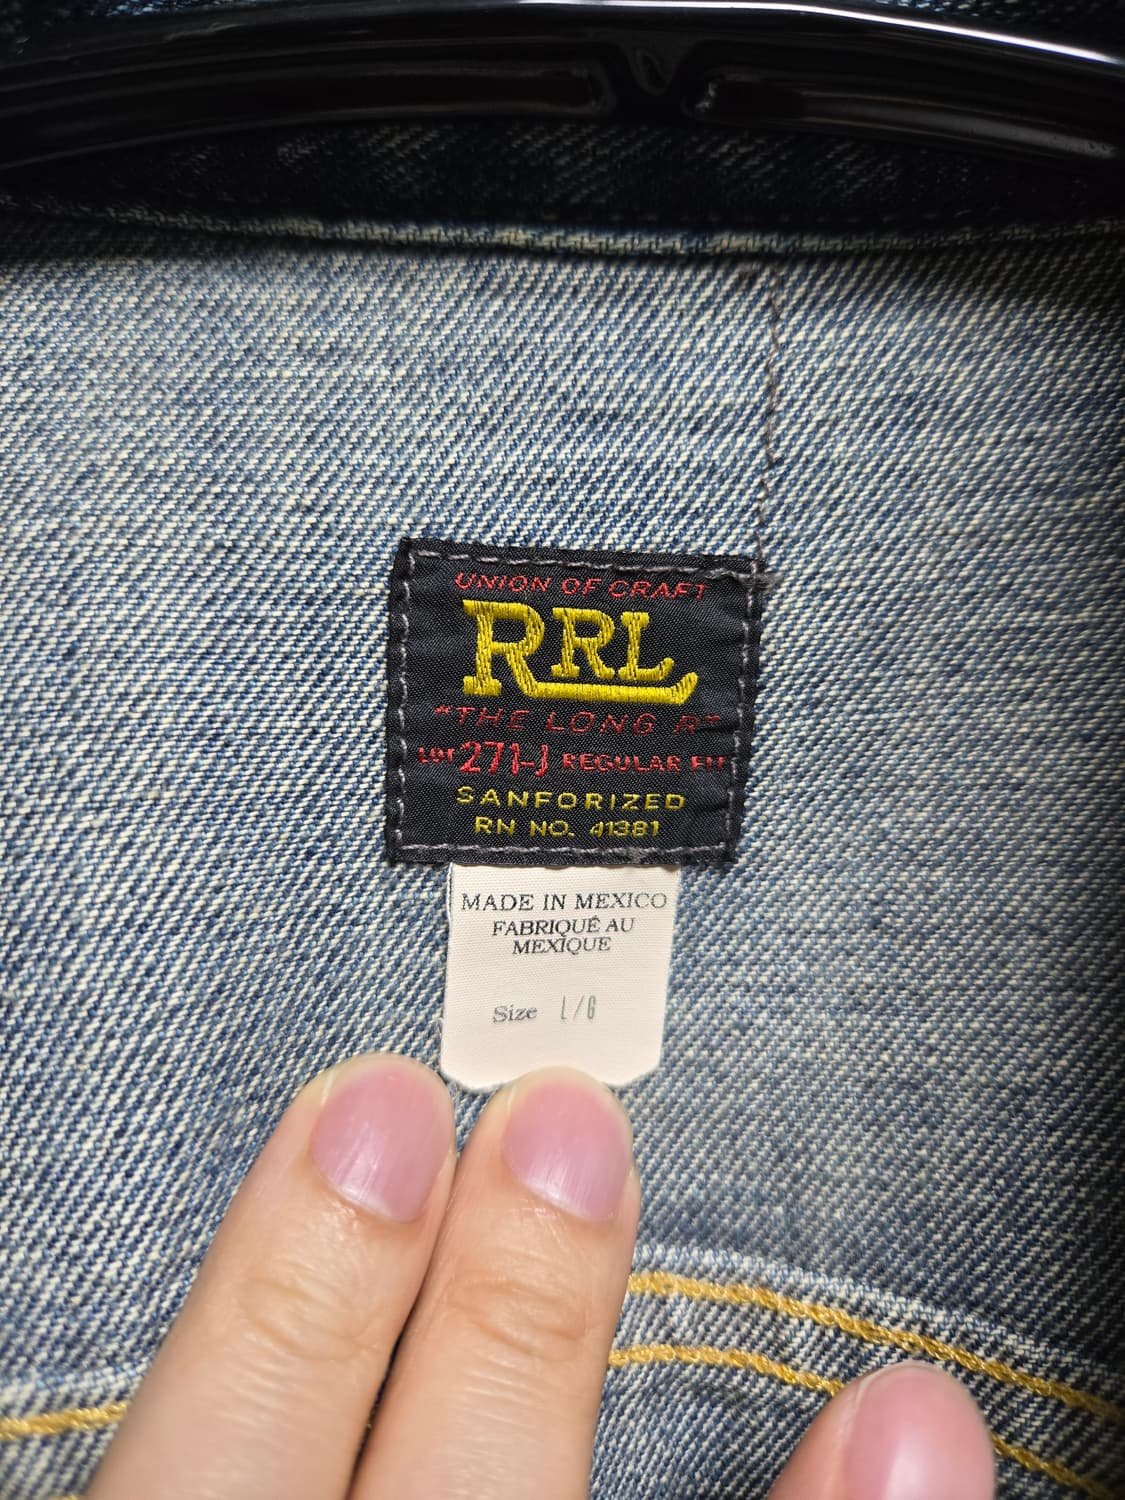 UNION OF CRAFT
RRL
"THE LONG R"
LOT 271-J REGULAR FIT
SANFORIZED
RN NO. 41381
MADE IN MEXICO
FABRIQUÉ AU
MEXIQUE
Size L/G